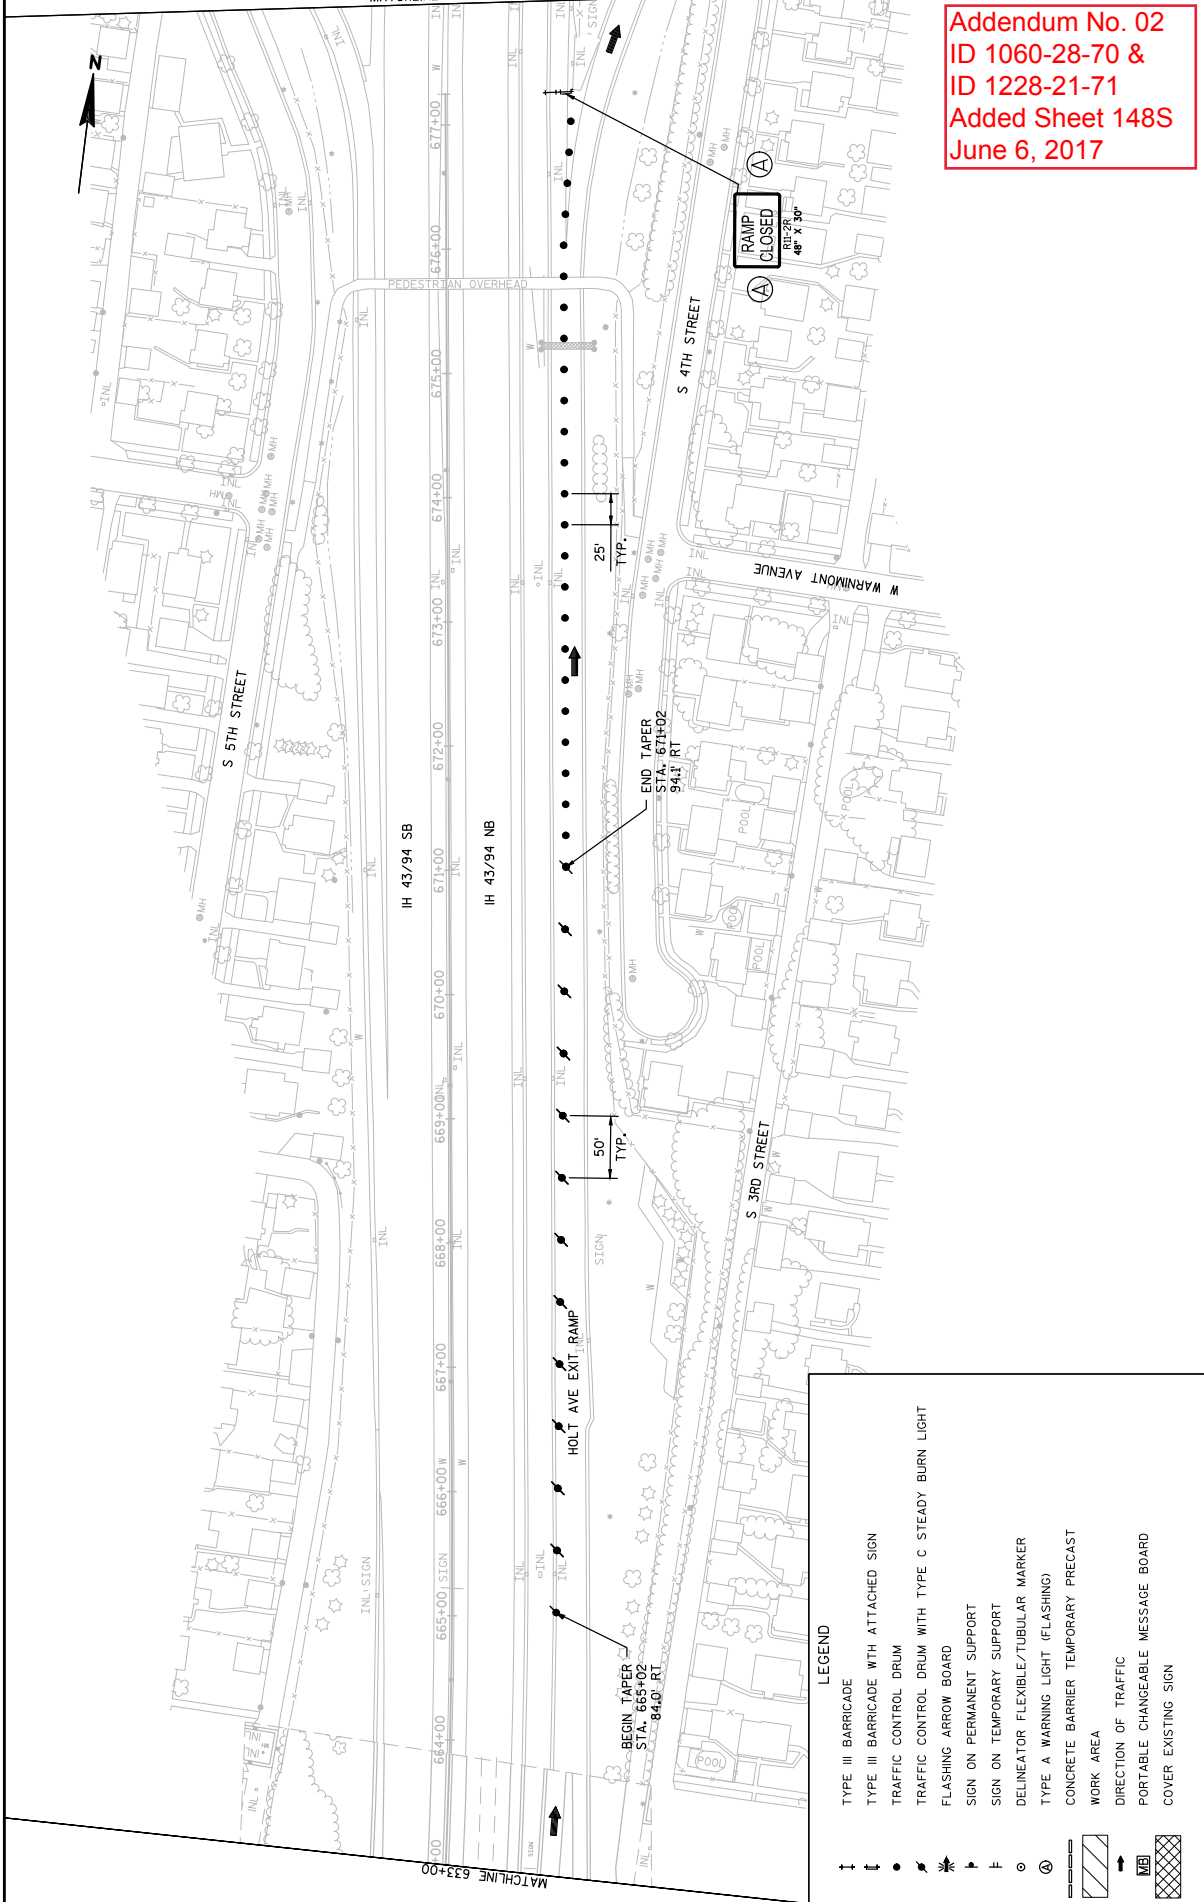 MATCHLINE
Addendum No. 02
ID 1060-28-70 &
ID 1228-21-71
Added Sheet 148S
June 6, 2017
N
RAMP
CLOSED
R11-2R
48" X 30"
A
A
PEDESTRIAN OVERHEAD
S 4TH STREET
S 5TH STREET
W WARNIMONT AVENUE
S 3RD STREET
25'
TYP.
END TAPER
STA. 671+02
94.1' RT
IH 43/94 SB
IH 43/94 NB
50'
TYP.
HOLT AVE EXIT RAMP
BEGIN TAPER
STA. 665+02
84.0' RT
677+00
676+00
675+00
674+00
673+00
672+00
671+00
670+00
669+00
668+00
667+00
666+00
665+00
664+00
+00
MATCHLINE 633+00
INL
MH
W
SIGN
POOL
POOL
POOL
POOL
POOL
LEGEND
TYPE III BARRICADE
TYPE III BARRICADE WTH ATTACHED SIGN
TRAFFIC CONTROL DRUM
TRAFFIC CONTROL DRUM WITH TYPE C STEADY BURN LIGHT
FLASHING ARROW BOARD
SIGN ON PERMANENT SUPPORT
SIGN ON TEMPORARY SUPPORT
DELINEATOR FLEXIBLE/TUBULAR MARKER
A TYPE A WARNING LIGHT (FLASHING)
CONCRETE BARRIER TEMPORARY PRECAST
WORK AREA
DIRECTION OF TRAFFIC
MB PORTABLE CHANGEABLE MESSAGE BOARD
COVER EXISTING SIGN